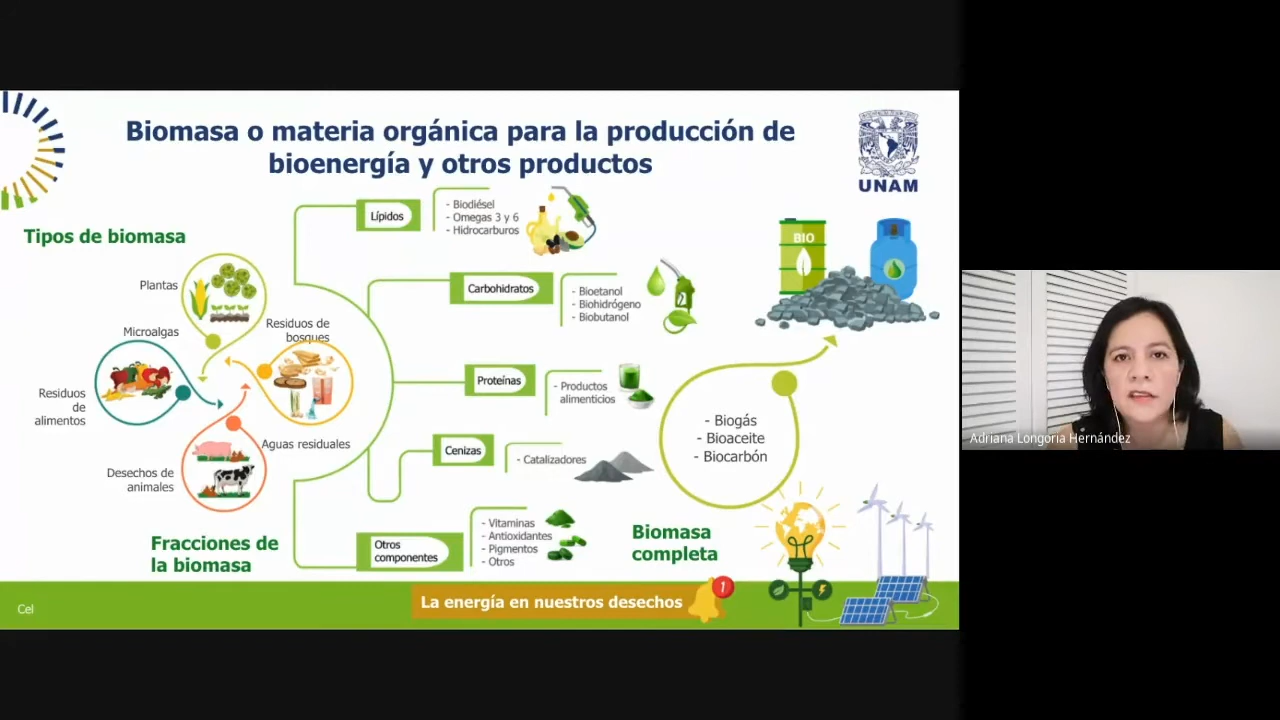 Biomasa o materia orgánica para la producción de
bioenergía y otros productos
UNAM
Tipos de biomasa
Plantas
Microalgas
Residuos de
bosques
Residuos
de
alimentos
Aguas residuales
Desechos de
animales
Fracciones de
la biomasa
Lípidos
- Biodiésel
- Omegas 3 y 6
- Hidrocarburos
Carbohidratos
- Bioetanol
- Biohidrógeno
- Biobutanol
Proteínas
- Productos
alimenticios
Cenizas
- Catalizadores
Otros
componentes
- Vitaminas
- Antioxidantes
- Pigmentos
- Otros
BIO
- Biogás
- Bioaceite
- Biocarbón
Biomasa
completa
Cel
La energía en nuestros desechos
1
Adriana Longoria Hernández